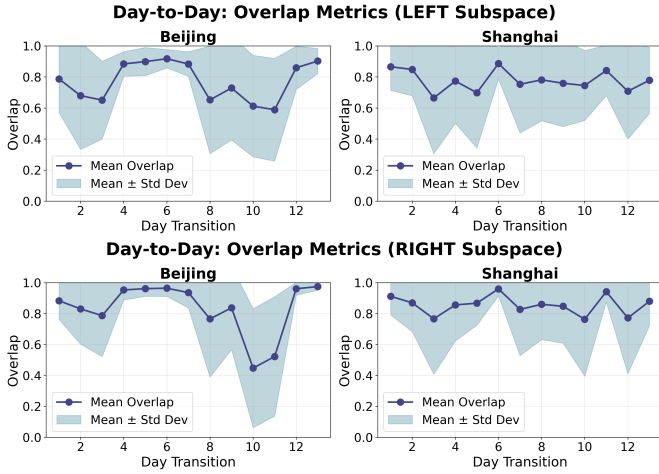 Day-to-Day: Overlap Metrics (LEFT Subspace)
Beijing
Shanghai
1.0
0.8
0.6
0.4
0.2
0.0
Overlap
Mean Overlap
Mean ± Std Dev
2 4 6 8 10 12
Day Transition
1.0
0.8
0.6
0.4
0.2
0.0
Overlap
Mean Overlap
Mean ± Std Dev
2 4 6 8 10 12
Day Transition
Day-to-Day: Overlap Metrics (RIGHT Subspace)
Beijing
Shanghai
1.0
0.8
0.6
0.4
0.2
0.0
Overlap
Mean Overlap
Mean ± Std Dev
2 4 6 8 10 12
Day Transition
1.0
0.8
0.6
0.4
0.2
0.0
Overlap
Mean Overlap
Mean ± Std Dev
2 4 6 8 10 12
Day Transition